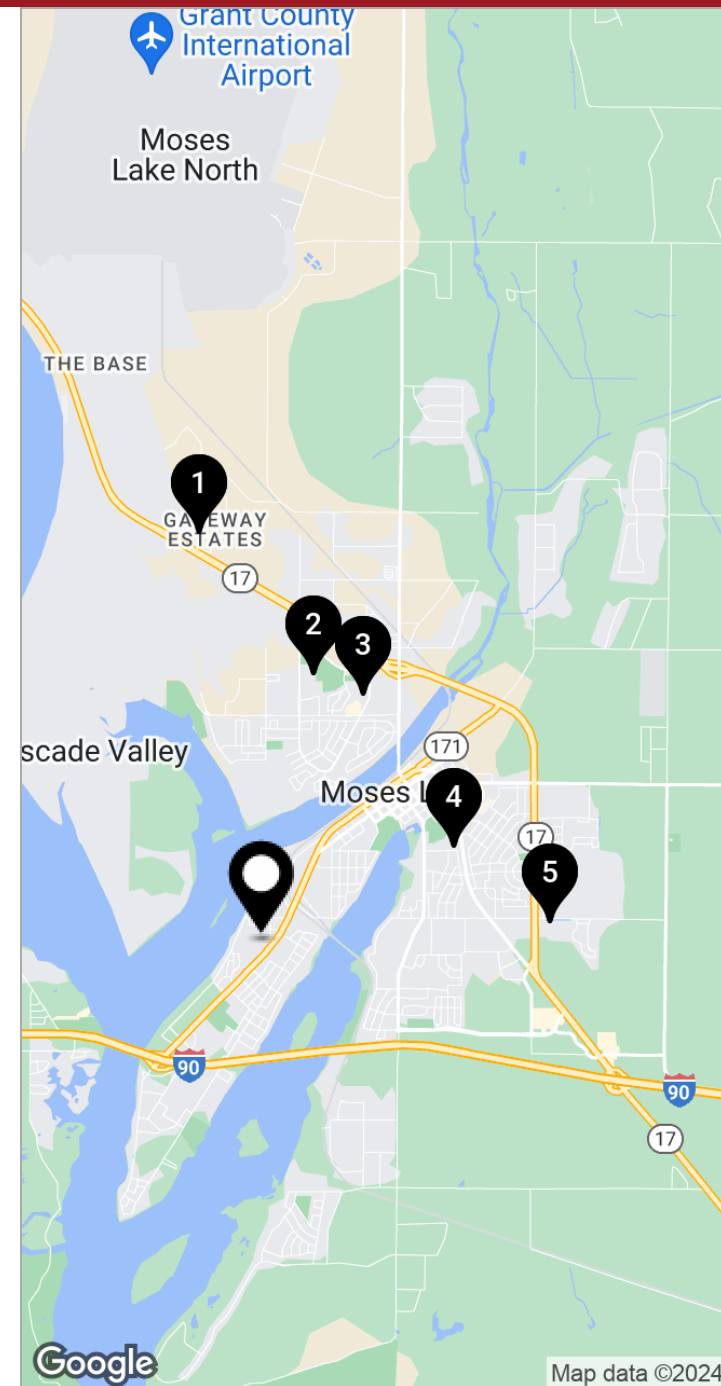 Grant County
International
Airport
Moses
Lake North
THE BASE
1
GATEWAY
ESTATES
17
2
3
scade Valley
171
Moses L
4
17
5
90
90
17
Google
Map data ©2024